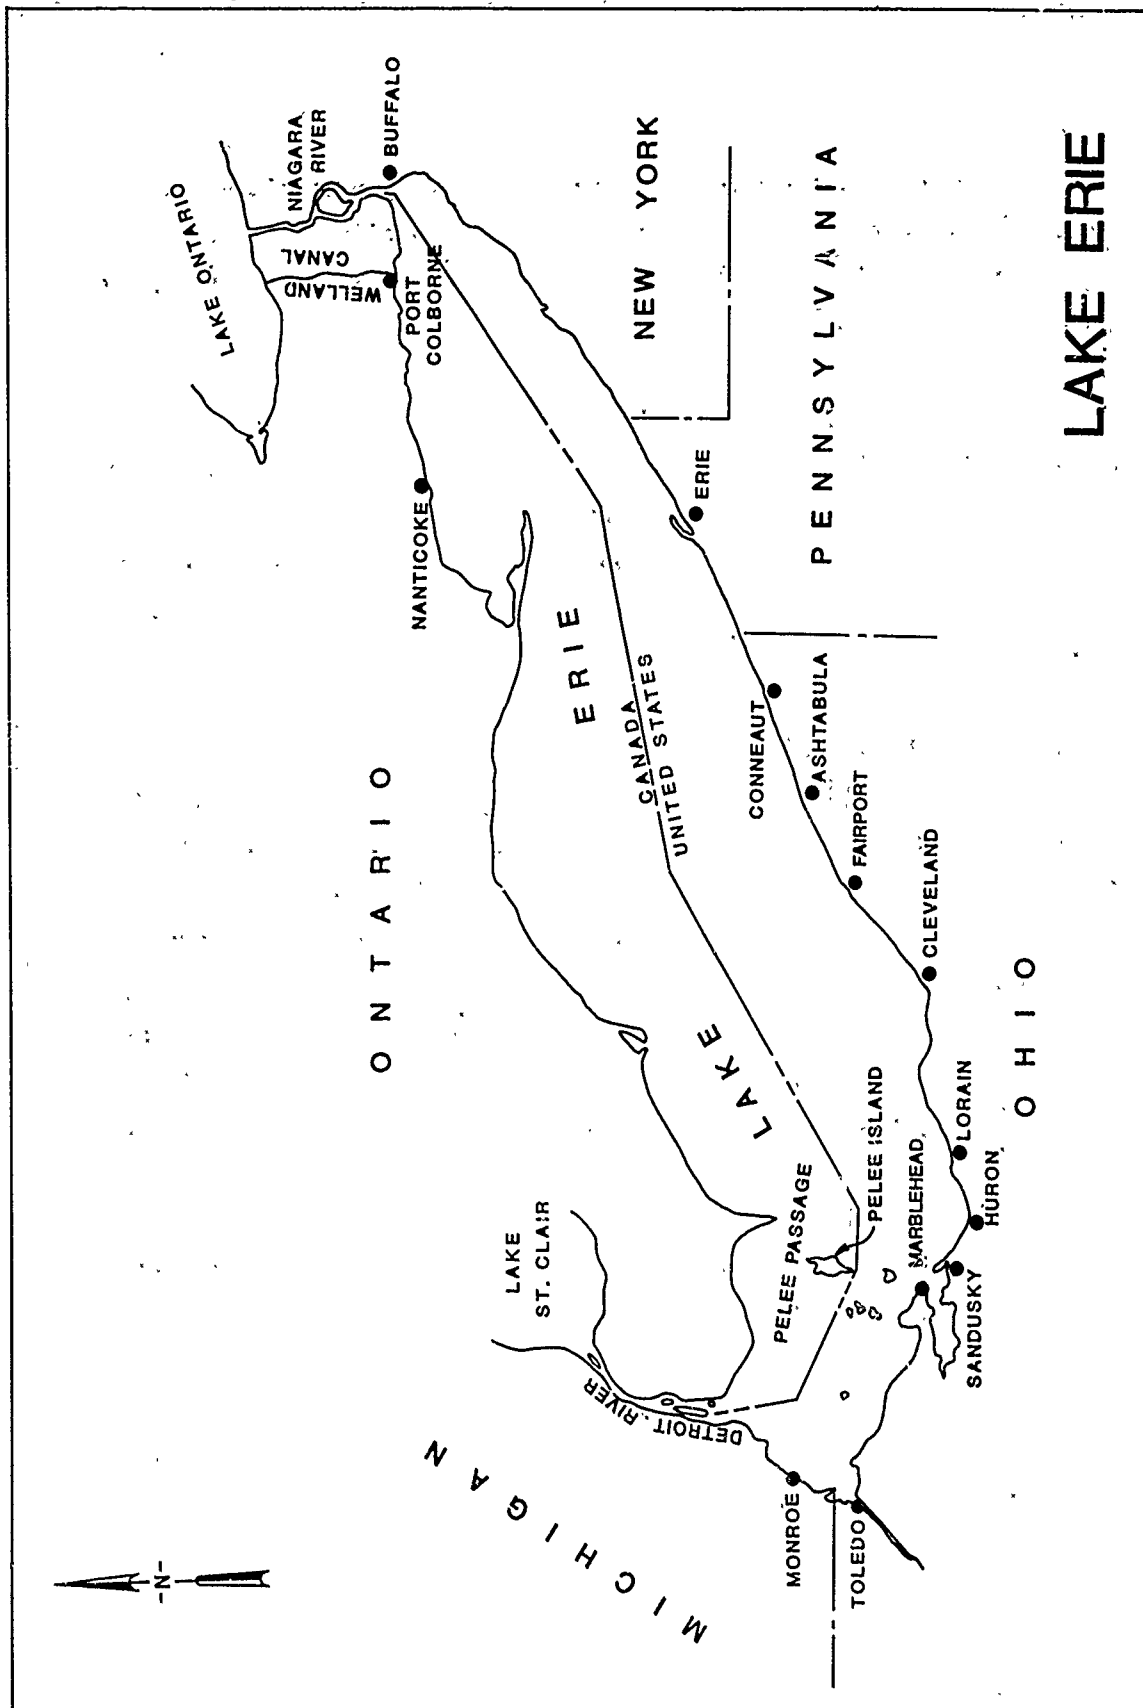 LAKE ONTARIO
NIAGARA
RIVER
WELLAND
CANAL
BUFFALO
PORT
COLBORNE
NANTICOKE
ONTARIO
NEW YORK
ERIE
PENNSYLVANIA
LAKE
ST. CLAIR
ERIE
CANADA
UNITED STATES
CONNEAUT
ASHTABULA
FAIRPORT
CLEVELAND
LAKE
MICHIGAN
DETROIT RIVER
PELEE PASSAGE
PELEE ISLAND
MARBLEHEAD
LORAIN
HURON
SANDUSKY
OHIO
MONROE
TOLEDO
-N-
LAKE ERIE